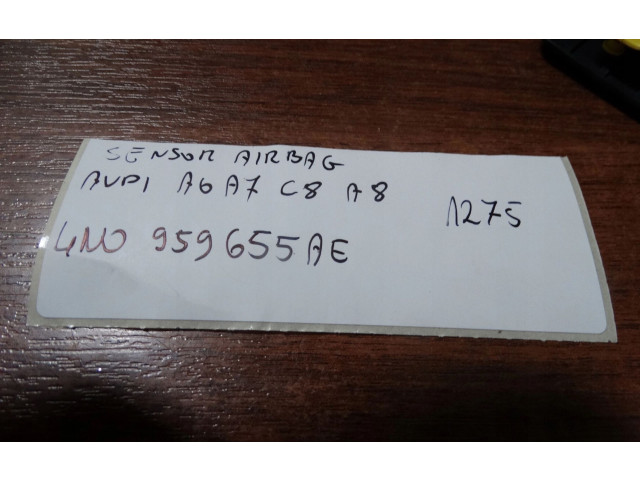 SENSOR AIRBAG
AUDI A6 A7 C8 A8
1275
4N0 959655AE